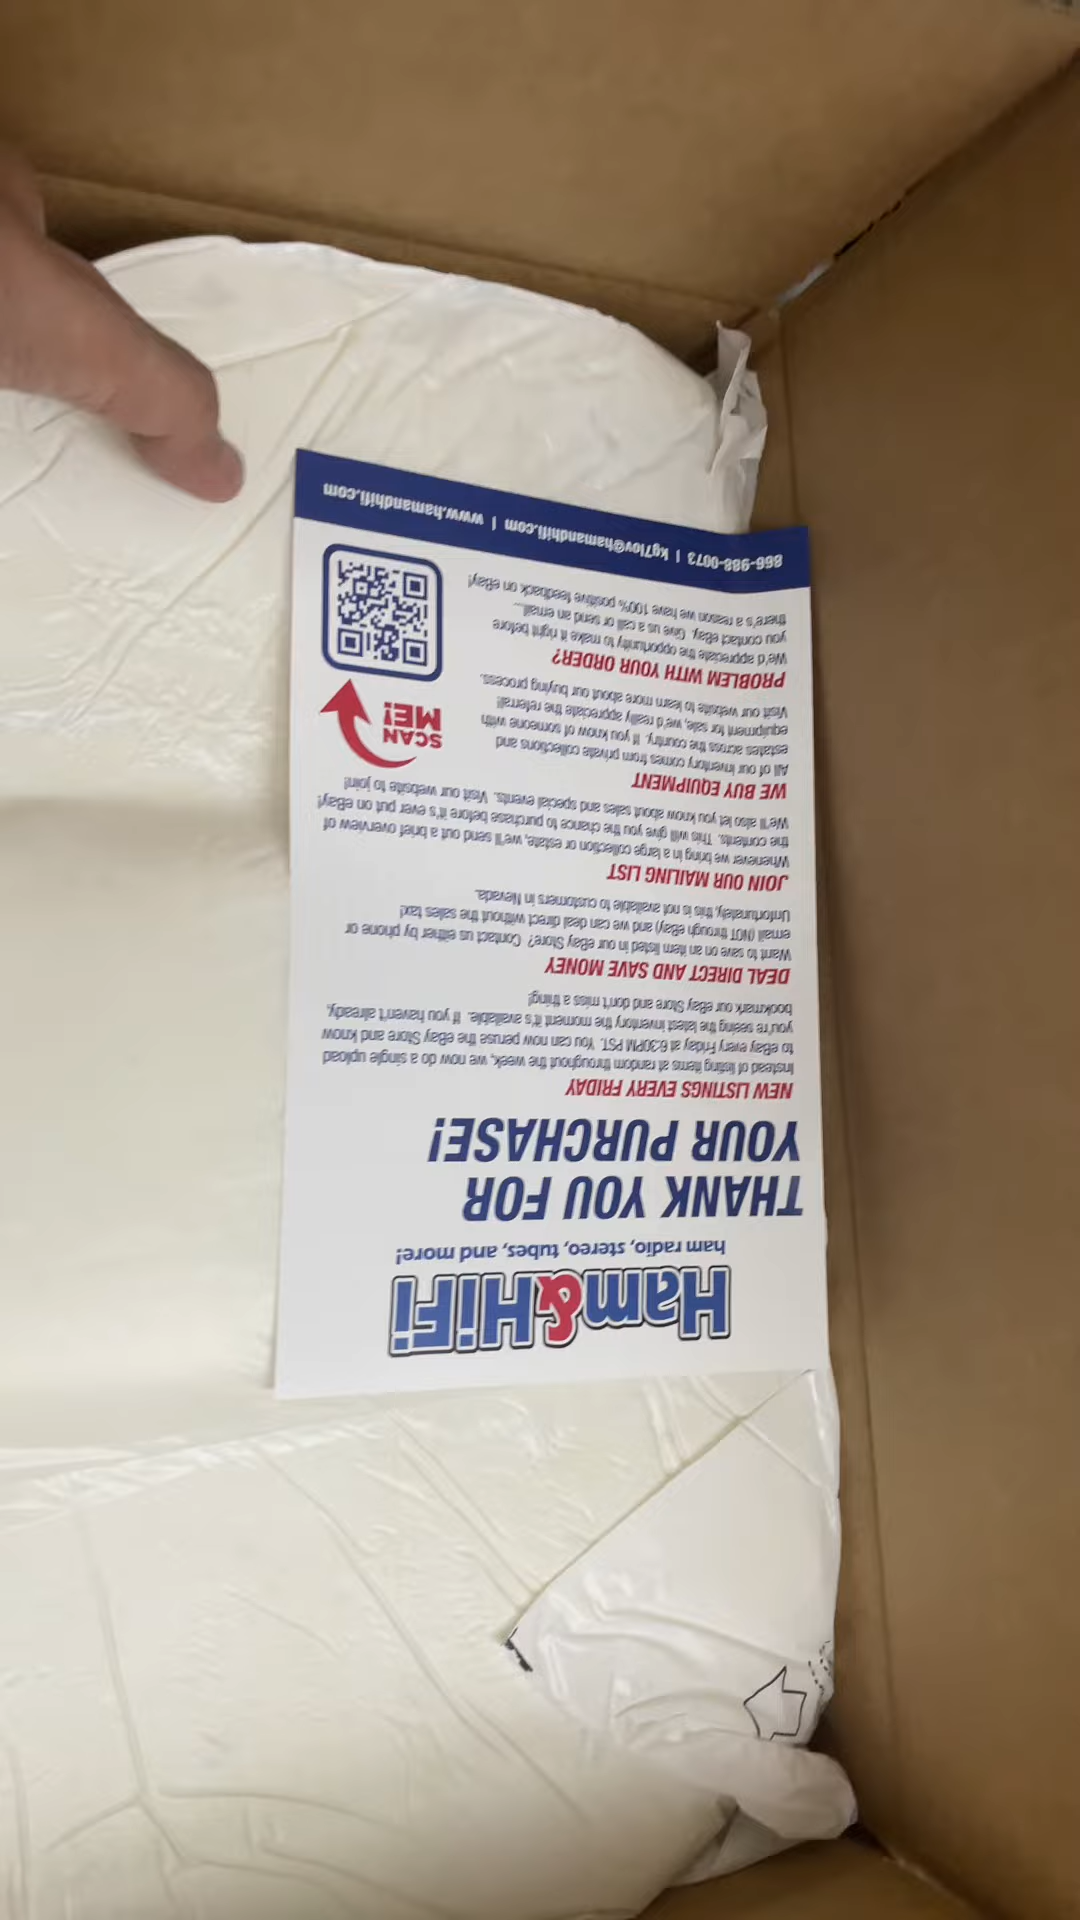 Ham&HiFi
ham radio, stereo, tubes, and more!
THANK YOU FOR
YOUR PURCHASE!
NEW LISTINGS EVERY FRIDAY
Instead of listing items at random throughout the week, we now do a single upload
to eBay every Friday at 6:30PM PST. You can now peruse the eBay Store and know
you're seeing the latest inventory the moment it's available. If you haven't already,
bookmark our eBay Store and don't miss a thing!
DEAL DIRECT AND SAVE MONEY
Want to save on an item listed in our eBay Store? Contact us either by phone or
email (NOT through eBay) and we can deal direct without the sales tax!
Unfortunately, this is not available to customers in Nevada.
JOIN OUR MAILING LIST
Whenever we bring in a large collection or estate, we'll send out a brief overview of
the contents. This will give you the chance to purchase before it's ever put on eBay!
We'll also let you know about sales and special events. Visit our website to join!
WE BUY EQUIPMENT
All of our inventory comes from private collections and
estates across the country. If you know of someone with
equipment for sale, we'd really appreciate the referral!
Visit our website to learn more about our buying process.
SCAN
ME!
PROBLEM WITH YOUR ORDER?
We'd appreciate the opportunity to make it right before
you contact eBay. Give us a call or send an email...
there's a reason we have 100% positive feedback on eBay!
866-988-0073 | kg7lov@hamandhifi.com | www.hamandhifi.com